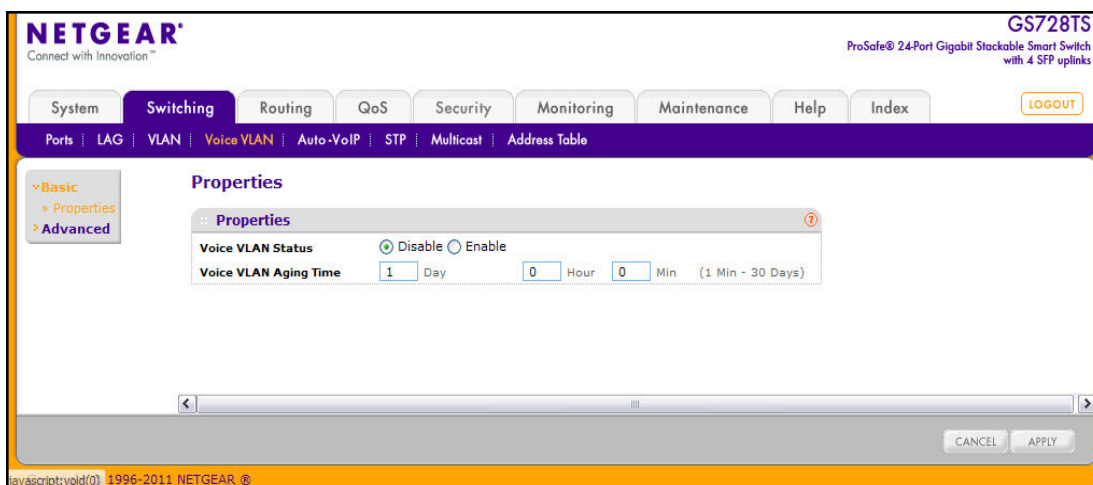 NETGEAR®
Connect with Innovation™
GS728TS
ProSafe® 24-Port Gigabit Stackable Smart Switch
with 4 SFP uplinks
System Switching Routing QoS Security Monitoring Maintenance Help Index LOGOUT
Ports LAG VLAN Voice VLAN Auto-VoIP STP Multicast Address Table
Basic
» Properties
Advanced
Properties
Properties ?
Voice VLAN Status Disable Enable
Voice VLAN Aging Time 1 Day 0 Hour 0 Min (1 Min - 30 Days)
CANCEL APPLY
javascript:void(0) 1996-2011 NETGEAR ®